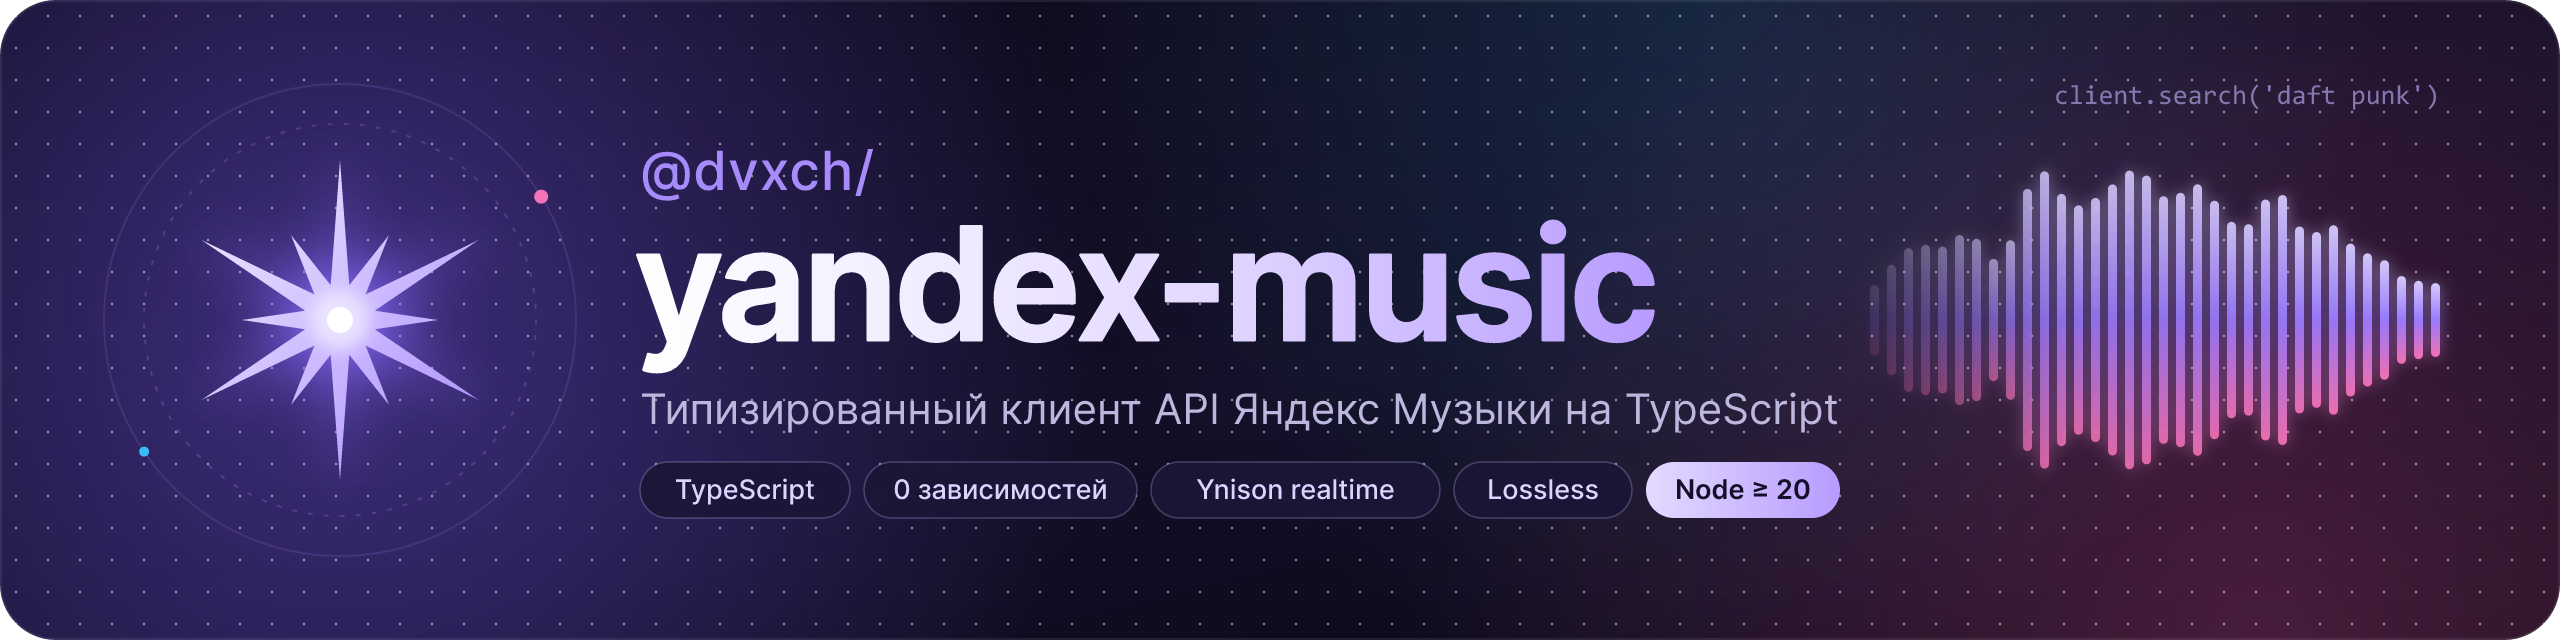 client.search('daft punk')
@dvxch/
yandex-music
Типизированный клиент API Яндекс Музыки на TypeScript
TypeScript
0 зависимостей
Ynison realtime
Lossless
Node ≥ 20